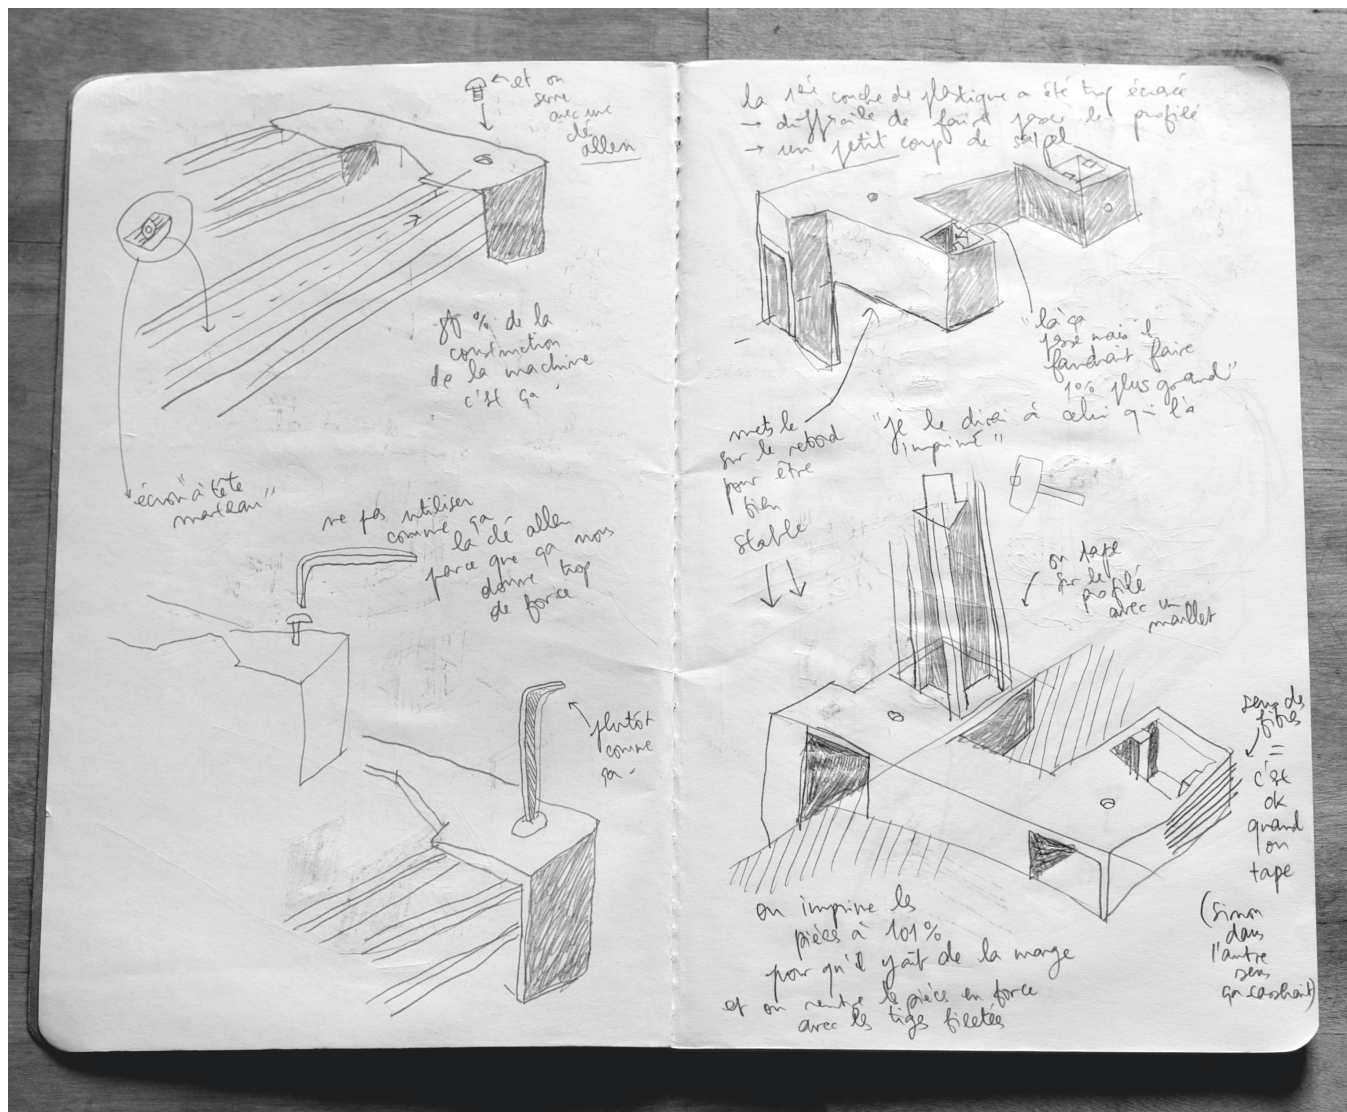 et on
serre
avec une
clé
allen
80 % de la
construction
de la machine
c'est ça
écrou "à tête
marteau"
ne pas utiliser
comme ça
la clé allen
parce que ça nous
donne trop
de force
plutôt
comme
ça
la 1ère couche de plastique a été trop écrasé
→ difficile de faire passer le profilé
→ un petit coup de scalpel
"là ça
passe mais il
faudrait faire
1% plus grand"
"je le dirai à celui qui l'a
imprimé"
mets le
sur le rebord
pour être
bien
stable
on tape
sur le
profilé
avec un
maillet
sens des
fibres
=
c'est
ok
quand
on
tape
(sinon
dans
l'autre
sens
ça casserait)
on imprime les
pièces à 101%
pour qu'il y ait de la marge
et on rentre les pièces en force
avec les tiges filetées